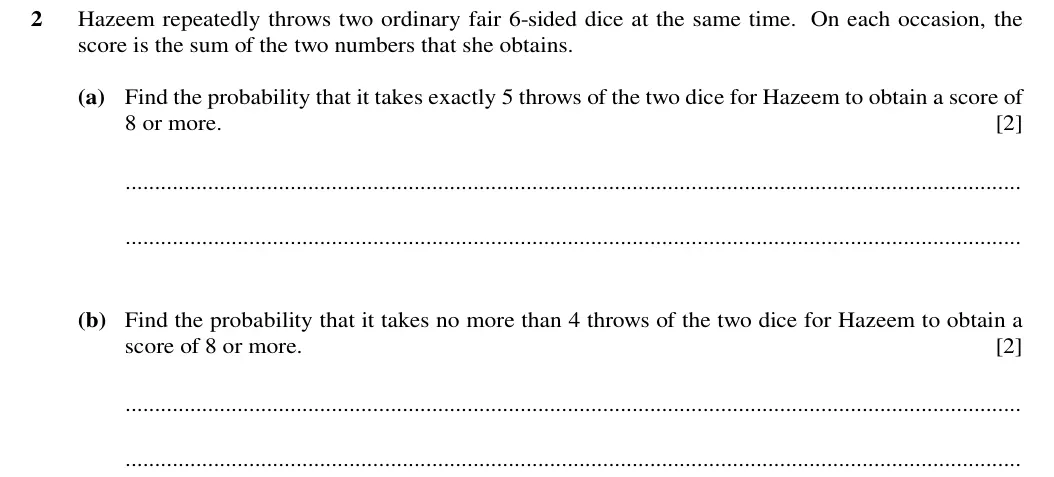 2 Hazeem repeatedly throws two ordinary fair 6-sided dice at the same time. On each occasion, the
score is the sum of the two numbers that she obtains.
(a) Find the probability that it takes exactly 5 throws of the two dice for Hazeem to obtain a score of
8 or more. [2]
(b) Find the probability that it takes no more than 4 throws of the two dice for Hazeem to obtain a
score of 8 or more. [2]